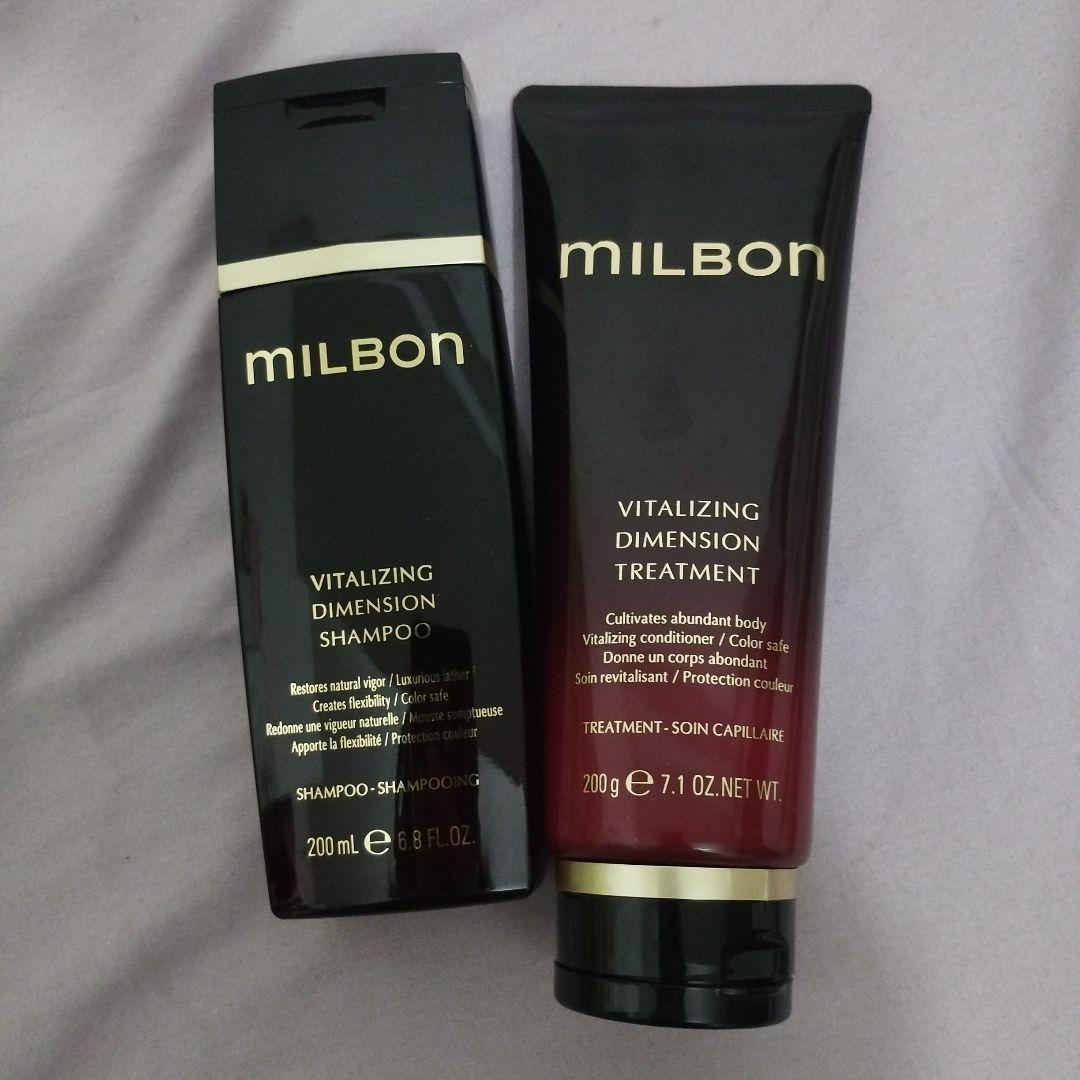 mILBOn
VITALIZING
DIMENSION
SHAMPOO
Restores natural vigor / Luxurious lather
Creates flexibility / Color safe
Redonne une vigueur naturelle / Mousse somptueuse
Apporte la flexibilité / Protection couleur
SHAMPOO-SHAMPOOING
200 mL e 6.8 FL.OZ.
mILBOn
VITALIZING
DIMENSION
TREATMENT
Cultivates abundant body
Vitalizing conditioner / Color safe
Donne un corps abondant
Soin revitalisant / Protection couleur
TREATMENT-SOIN CAPILLAIRE
200 g e 7.1 OZ.NET WT.